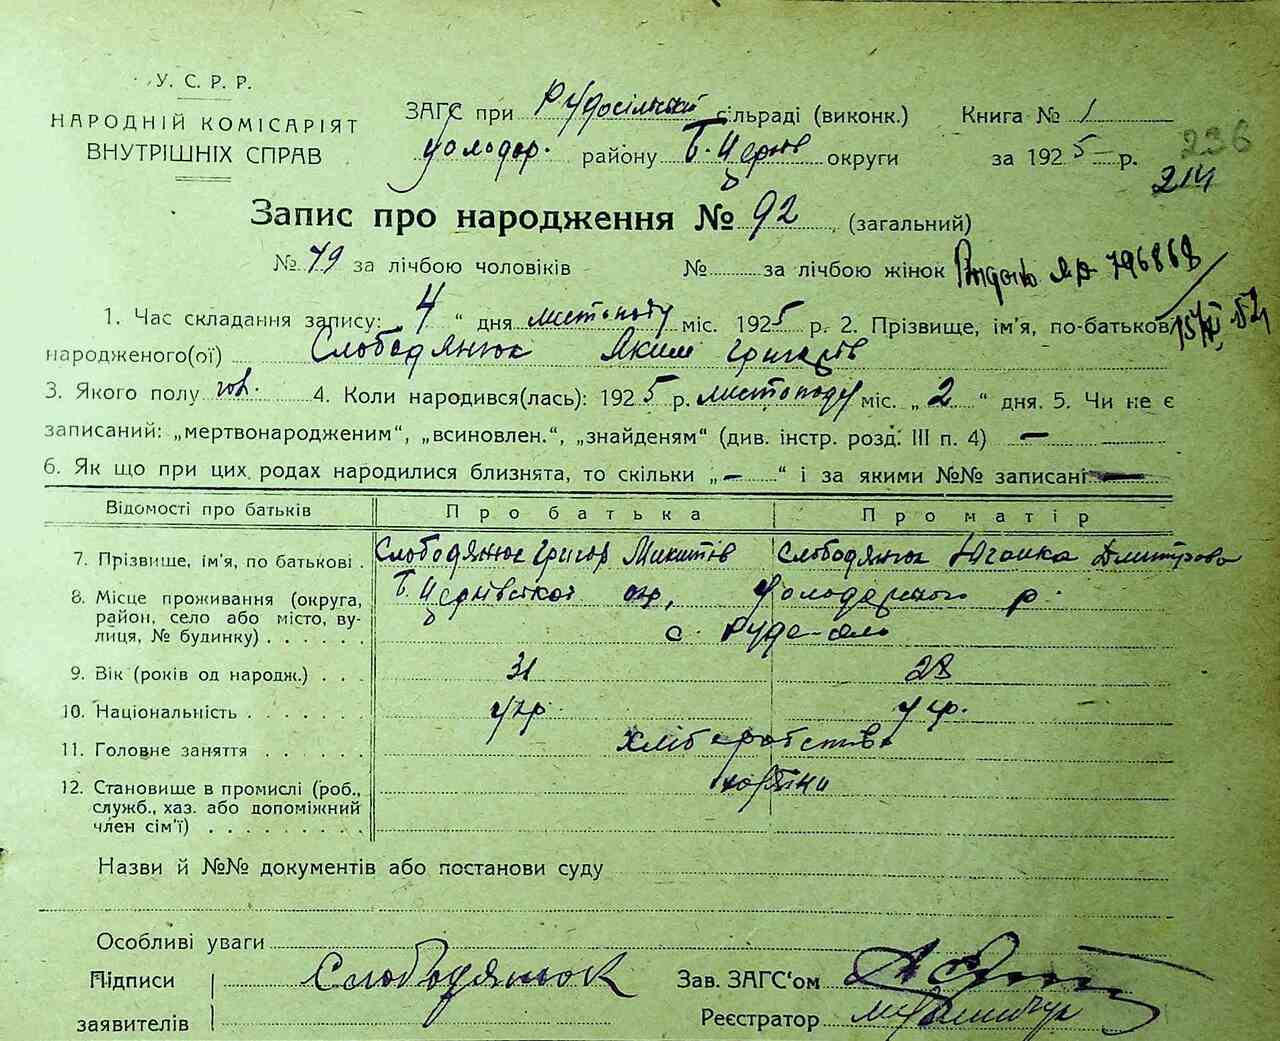 У. С. Р. Р.
НАРОДНІЙ КОМІСАРІЯТ
ВНУТРІШНІХ СПРАВ
ЗАГС при Рудосільській сільраді (виконк.) Книга № 1
Володар. району Б. Церків округи за 1925 р.
236
214
Запис про народження № 92 (загальний)
№ 49 за лічбою чоловіків № за лічбою жінок
796868
1. Час складання запису: 4 " дня листопаду міс. 1925 р. 2. Прізвище, ім'я, по-батькові
народженого(ої) Слободянюк Яким Григорів
3. Якого полу чол. 4. Коли народився(лась): 1925 р. листопаду міс. „ 2 " дня. 5. Чи не є
записаний: „мертвонародженим", „всиновлен.", „знайденям" (див. інстр. розд. III п. 4) —
6. Як що при цих родах народилися близнята, то скільки „ — " і за якими №№ записані —
Відомості про батьків Про батька Про матір
7. Прізвище, ім'я, по батькові . Слободянюк Григор Микитів Слободянюк Дмитрова
8. Місце проживання (округа, район, село або місто, вулиця, № будинку) . . . . . Б. Церківської окр, Володарського р.
с. Руде-село
9. Вік (років од народж.) . . . 31 28
10. Національність . . . . . . . укр. укр.
11. Головне заняття . . . . . Хліборобство
12. Становище в промислі (роб., служб., хаз. або допоміжний член сім'ї) . . . . . . . .
Назви й №№ документів або постанови суду
Особливі уваги
Підписи Слободянюк Зав. ЗАГС'ом
заявителів Реєстратор